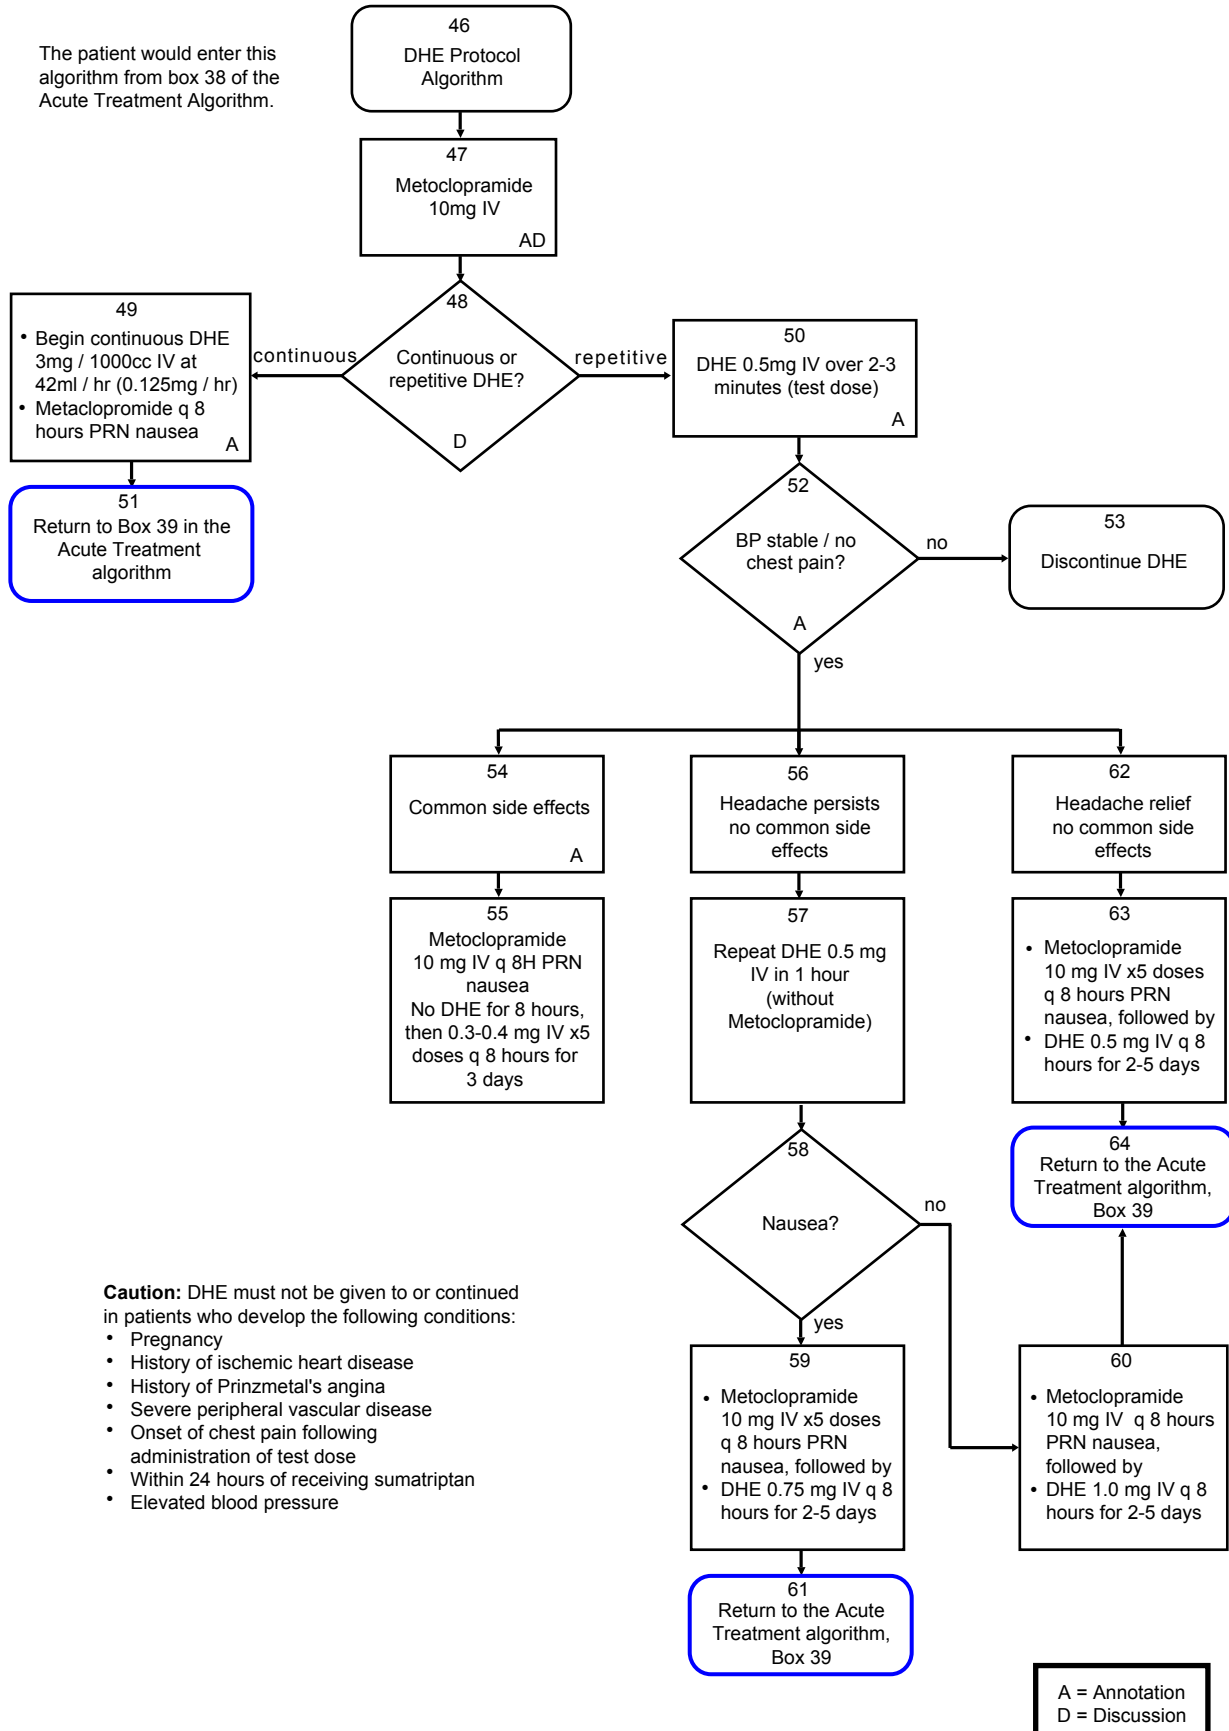 The patient would enter this
algorithm from box 38 of the
Acute Treatment Algorithm.
46
DHE Protocol
Algorithm
47
Metoclopramide
10mg IV
AD
48
Continuous or
repetitive DHE?
D
continuous
repetitive
49
• Begin continuous DHE
3mg / 1000cc IV at
42ml / hr (0.125mg / hr)
• Metaclopromide q 8
hours PRN nausea
A
50
DHE 0.5mg IV over 2-3
minutes (test dose)
A
51
Return to Box 39 in the
Acute Treatment
algorithm
52
BP stable / no
chest pain?
A
no
yes
53
Discontinue DHE
54
Common side effects
A
56
Headache persists
no common side
effects
62
Headache relief
no common side
effects
55
Metoclopramide
10 mg IV q 8H PRN
nausea
No DHE for 8 hours,
then 0.3-0.4 mg IV x5
doses q 8 hours for
3 days
57
Repeat DHE 0.5 mg
IV in 1 hour
(without
Metoclopramide)
63
• Metoclopramide
10 mg IV x5 doses
q 8 hours PRN
nausea, followed by
• DHE 0.5 mg IV q 8
hours for 2-5 days
58
Nausea?
no
yes
64
Return to the Acute
Treatment algorithm,
Box 39
Caution: DHE must not be given to or continued
in patients who develop the following conditions:
• Pregnancy
• History of ischemic heart disease
• History of Prinzmetal's angina
• Severe peripheral vascular disease
• Onset of chest pain following
administration of test dose
• Within 24 hours of receiving sumatriptan
• Elevated blood pressure
59
• Metoclopramide
10 mg IV x5 doses
q 8 hours PRN
nausea, followed by
• DHE 0.75 mg IV q 8
hours for 2-5 days
60
• Metoclopramide
10 mg IV q 8 hours
PRN nausea,
followed by
• DHE 1.0 mg IV q 8
hours for 2-5 days
61
Return to the Acute
Treatment algorithm,
Box 39
A = Annotation
D = Discussion